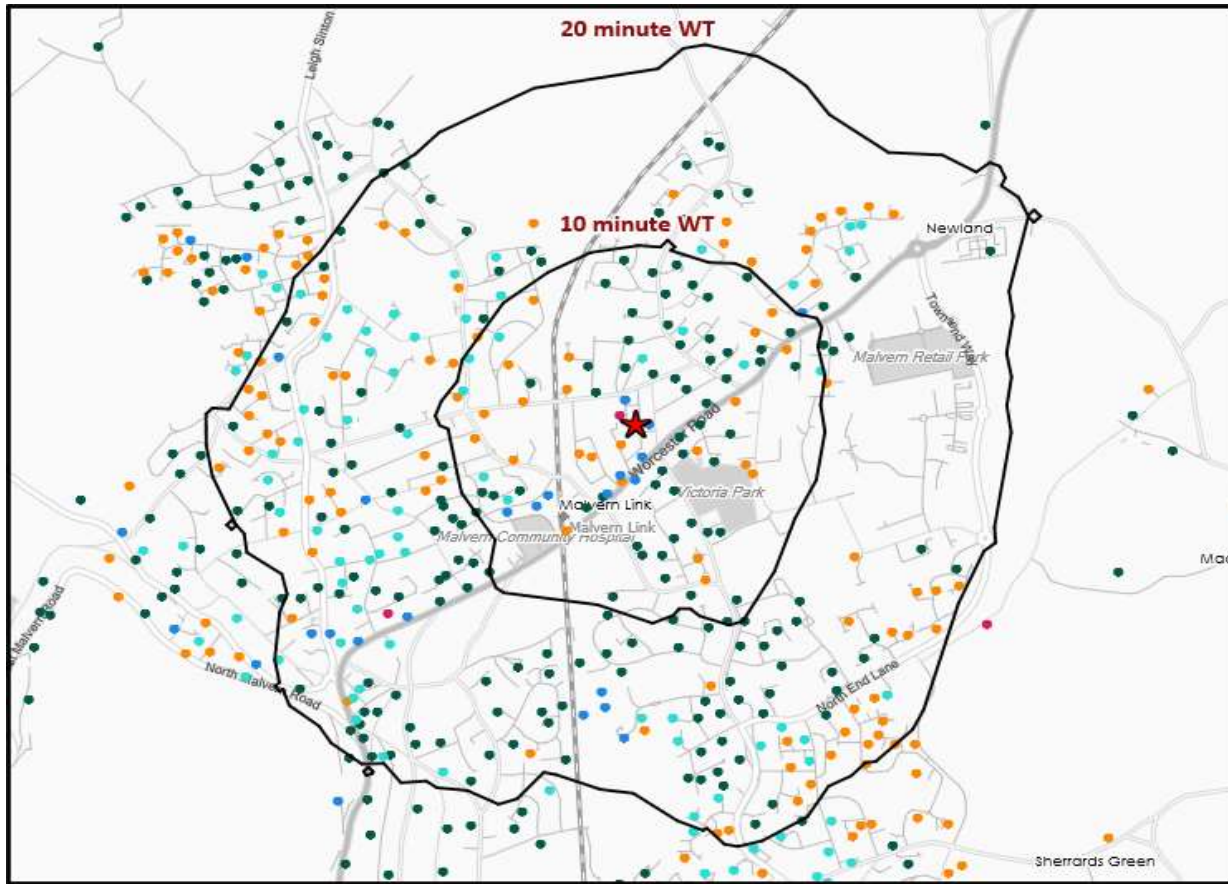 20 minute WT
Leigh Sinton
10 minute WT
Newland
Townsend Way
Malvern Retail Park
Worcester Road
Victoria Park
Malvern Link
Malvern Link
Malvern Community Hospital
Malvern Road
North Malvern Road
North End Lane
Sherrards Green